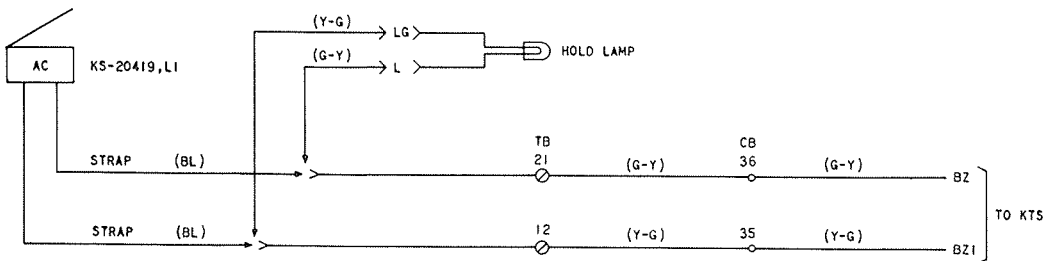 (Y-G) LG
HOLD LAMP
(G-Y) L
AC KS-20419,L1
TB CB
STRAP (BL) 21 (G-Y) 36 (G-Y) BZ
TO KTS
STRAP (BL) 12 (Y-G) 35 (Y-G) BZ1